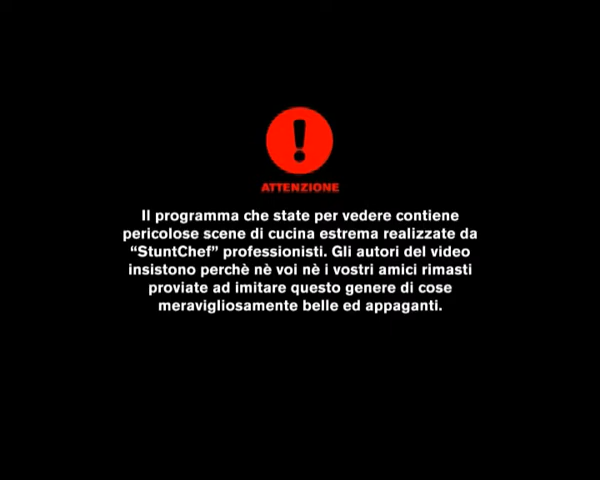 ATTENZIONE
Il programma che state per vedere contiene
pericolose scene di cucina estrema realizzate da
“StuntChef” professionisti. Gli autori del video
insistono perchè nè voi nè i vostri amici rimasti
proviate ad imitare questo genere di cose
meravigliosamente belle ed appaganti.